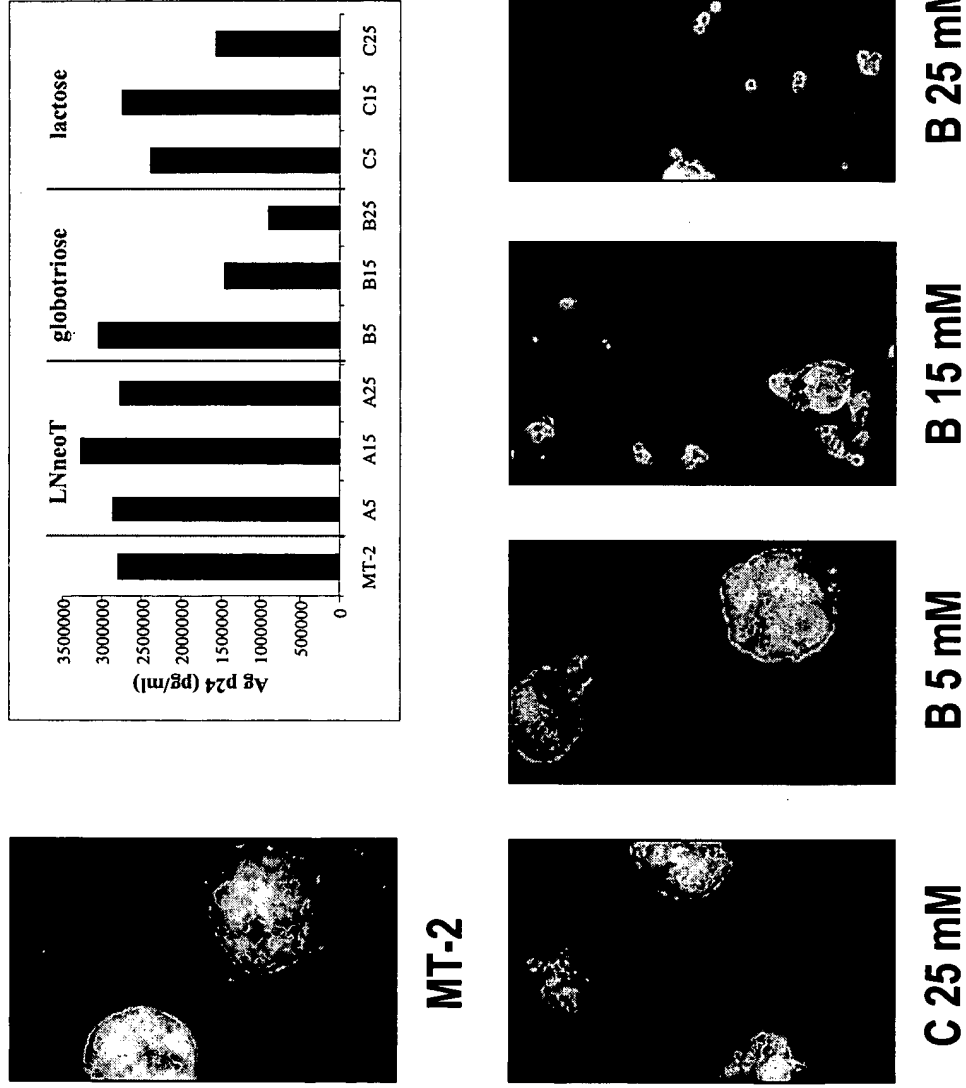 LNneoT
globotriose
lactose
Ag p24 (pg/ml)
3500000
3000000
2500000
2000000
1500000
1000000
500000
0
MT-2
A5
A15
A25
B5
B15
B25
C5
C15
C25
MT-2
C 25 mM
B 5 mM
B 15 mM
B 25 mM